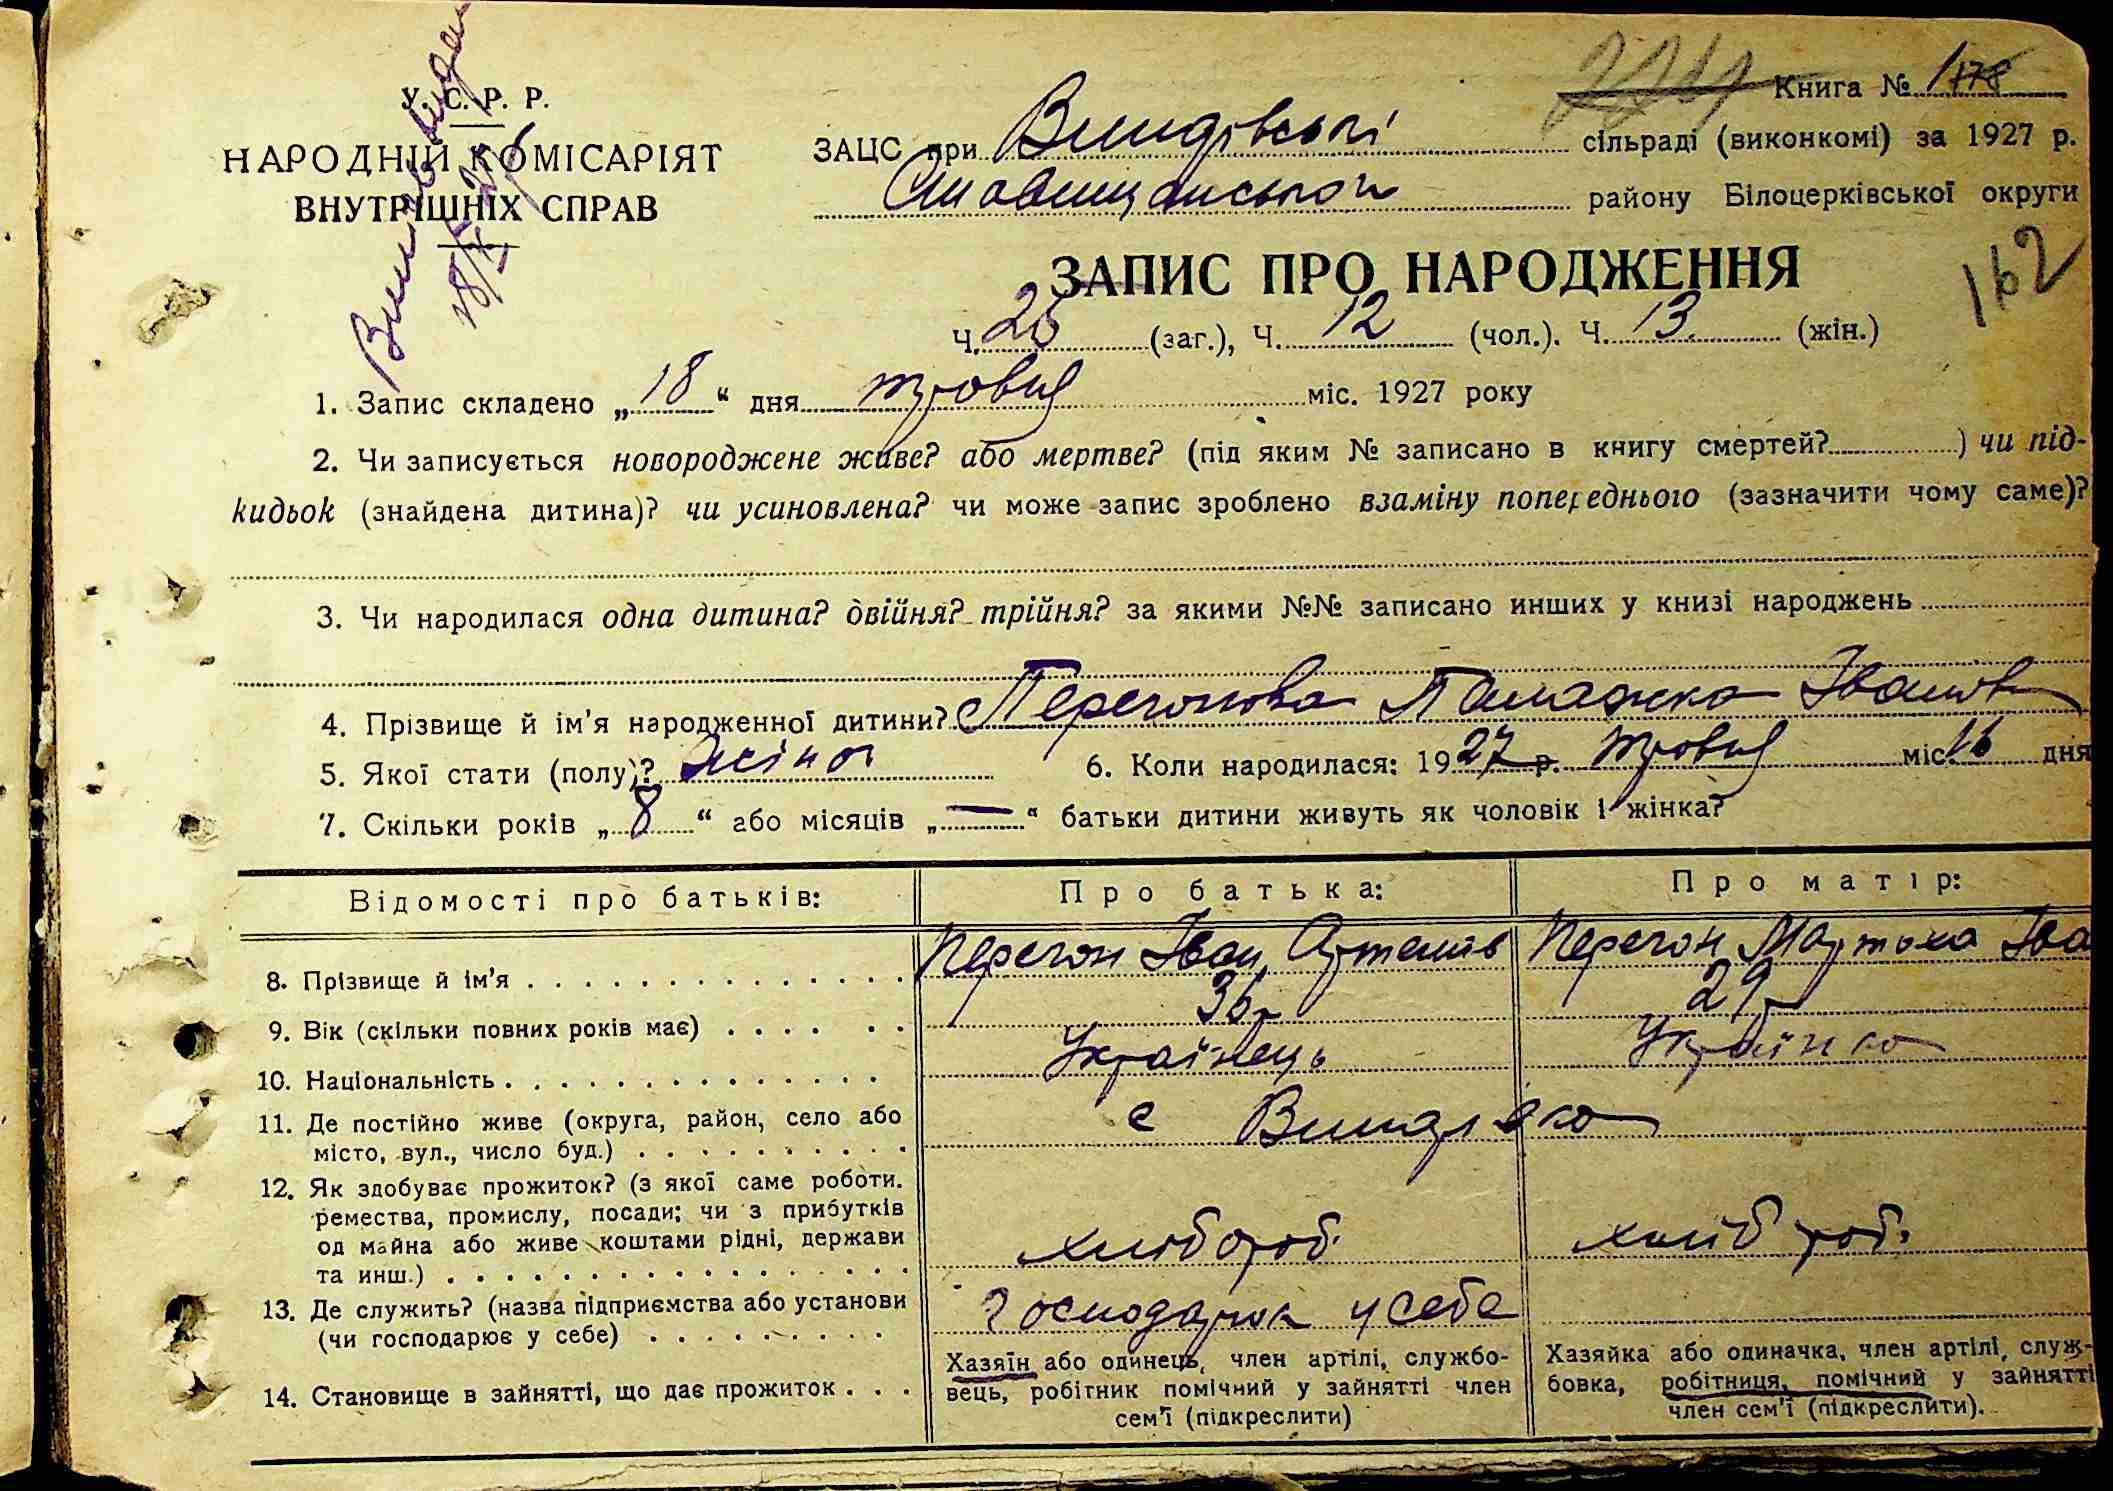 У. С. Р. Р.
НАРОДНІЙ КОМІСАРІЯТ
ВНУТРІШНІХ СПРАВ
Книга № 1
ЗАЦС при сільраді (виконкомі) за 1927 р.
Ставищанського району Білоцерківської округи
162
ЗАПИС ПРО НАРОДЖЕННЯ
Ч. 25 (заг.), Ч. 12 (чол.). Ч. 13. (жін.)
1. Запис складено „ 18 “ дня травня міс. 1927 року
2. Чи записується новороджене живе? або мертве? (під яким № записано в книгу смертей? ) чи під-
кидьок (знайдена дитина)? чи усиновлена? чи може запис зроблено взаміну попереднього (зазначити чому саме)?
3. Чи народилася одна дитина? двійня? трійня? за якими №№ записано инших у книзі народжень
4. Прізвище й ім’я народженної дитини? Перегонова Палажка Іванів
5. Якої стати (полу)? жіноч 6. Коли народилася: 1927 р. травня міс. 16 дня
7. Скільки років „ 8 “ або місяців „ — “ батьки дитини живуть як чоловік і жінка?
Відомості про батьків: Про батька: Про матір:
8. Прізвище й ім’я Перегон Іван Артемів Перегон Мартоха Іва
9. Вік (скільки повних років має) 36 р 29 р
10. Національність Українець Українка
11. Де постійно живе (округа, район, село або
місто, вул., число буд.) с
12. Як здобуває прожиток? (з якої саме роботи.
ремества, промислу, посади; чи з прибутків
од майна або живе коштами рідні, держави
та инш.) хлібороб. хліб роб.
13. Де служить? (назва підприємства або установи
(чи господарює у себе) Господарює у себе
14. Становище в зайнятті, що дає прожиток
Хазяїн або одинець, член артілі, службо-
вець, робітник помічний у зайнятті член
сем’ї (підкреслити)
Хазяйка або одиначка, член артілі, служ-
бовка, робітниця, помічний у зайнятті
член сем’ї (підкреслити).